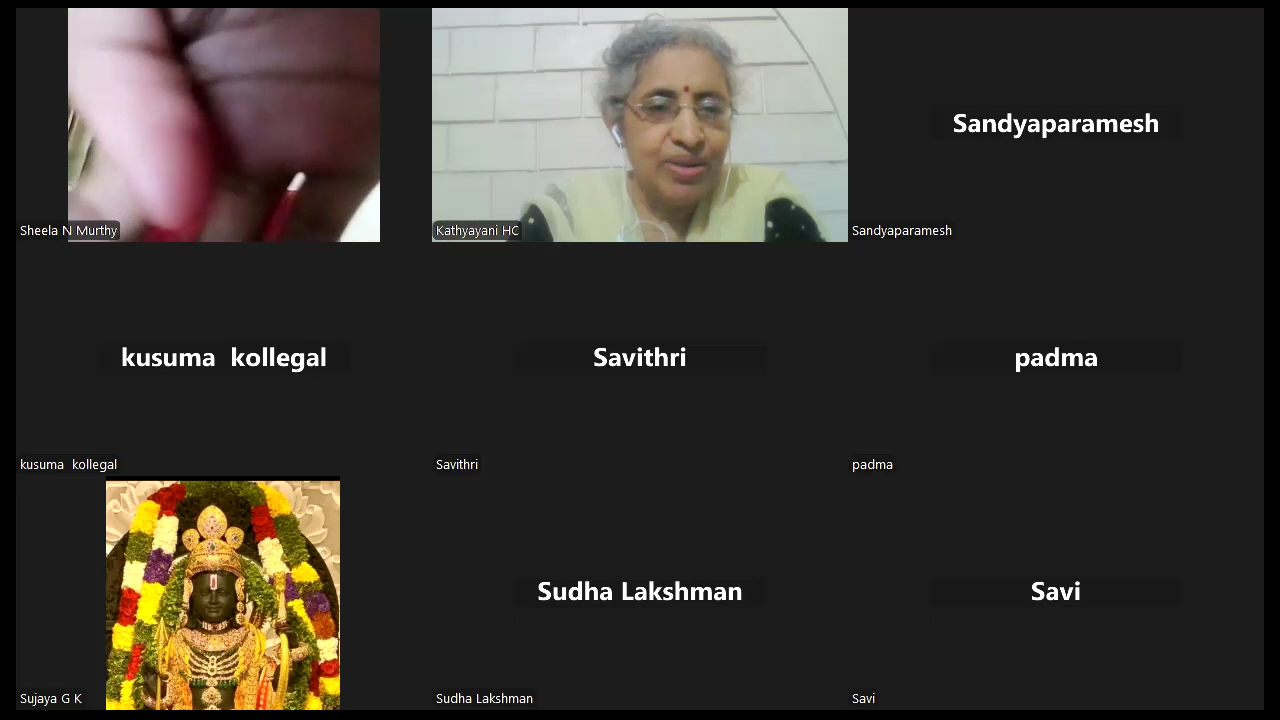 Sandyaparamesh
Sheela N Murthy
Kathyayani HC
Sandyaparamesh
kusuma  kollegal
Savithri
padma
kusuma  kollegal
Savithri
padma
Sudha Lakshman
Savi
Sujaya G K
Sudha Lakshman
Savi